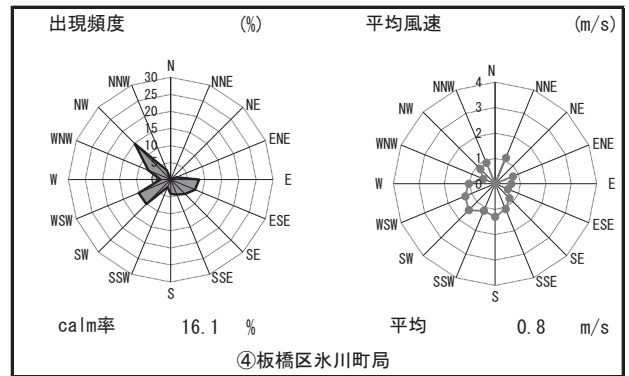 出現頻度 (%) 平均風速 (m/s)
N N
NNW NNE NNW NNE
NW NE NW NE
WNW ENE WNW ENE
W E W E
WSW ESE WSW ESE
SW SE SW SE
SSW SSE SSW SSE
S S
30 4
25
20 3
15 2
10
5 1
0 0
calm率 16.1 % 平均 0.8 m/s
④板橋区氷川町局